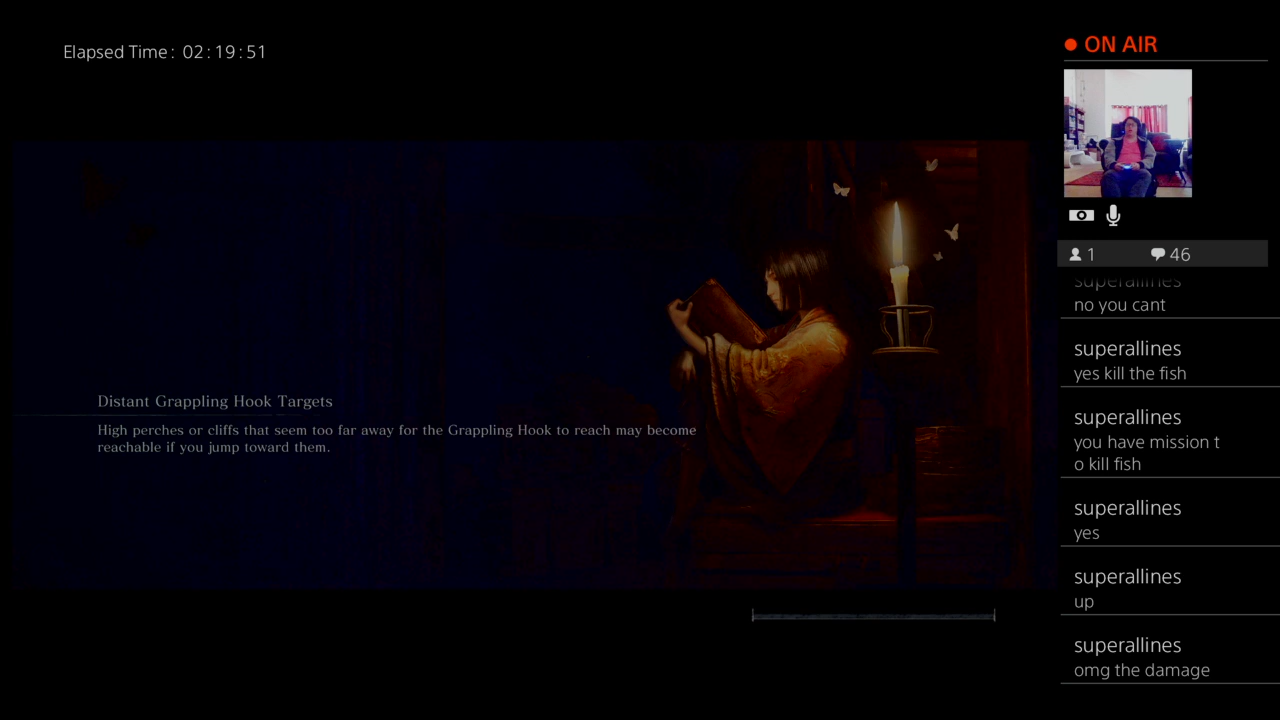 Elapsed Time: 02:19:51
ON AIR
1 46
superallines
no you cant
superallines
yes kill the fish
superallines
you have mission t
o kill fish
superallines
yes
superallines
up
superallines
omg the damage
Distant Grappling Hook Targets
High perches or cliffs that seem too far away for the Grappling Hook to reach may become
reachable if you jump toward them.